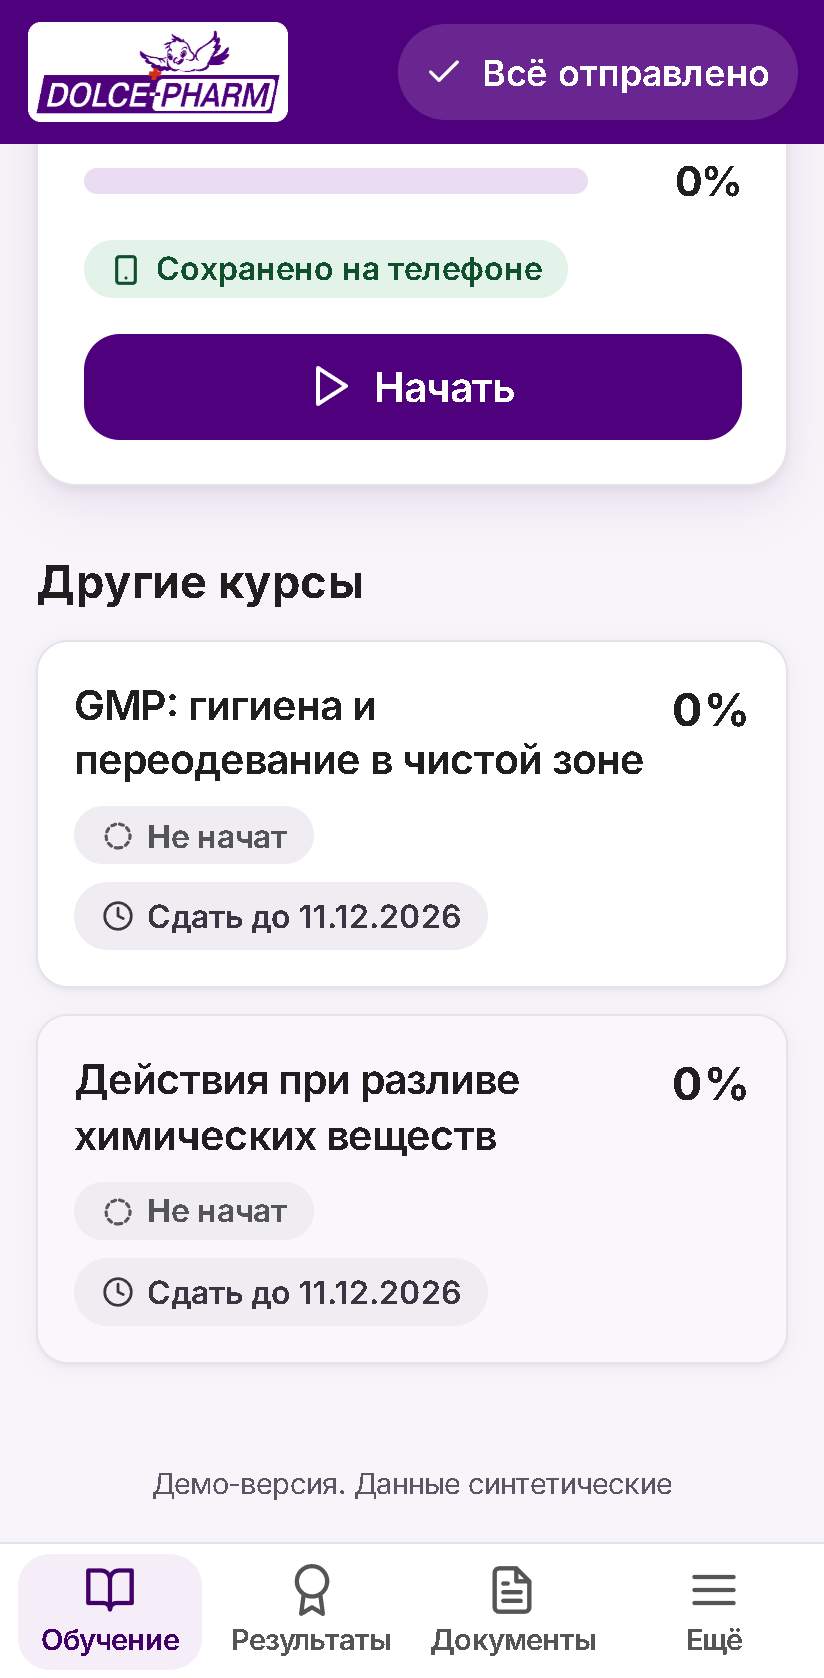 DOLCE-PHARM
Всё отправлено
0%
Сохранено на телефоне
Начать
Другие курсы
GMP: гигиена и
переодевание в чистой зоне
0%
Не начат
Сдать до 11.12.2026
Действия при разливе
химических веществ
0%
Не начат
Сдать до 11.12.2026
Демо-версия. Данные синтетические
Обучение
Результаты
Документы
Ещё